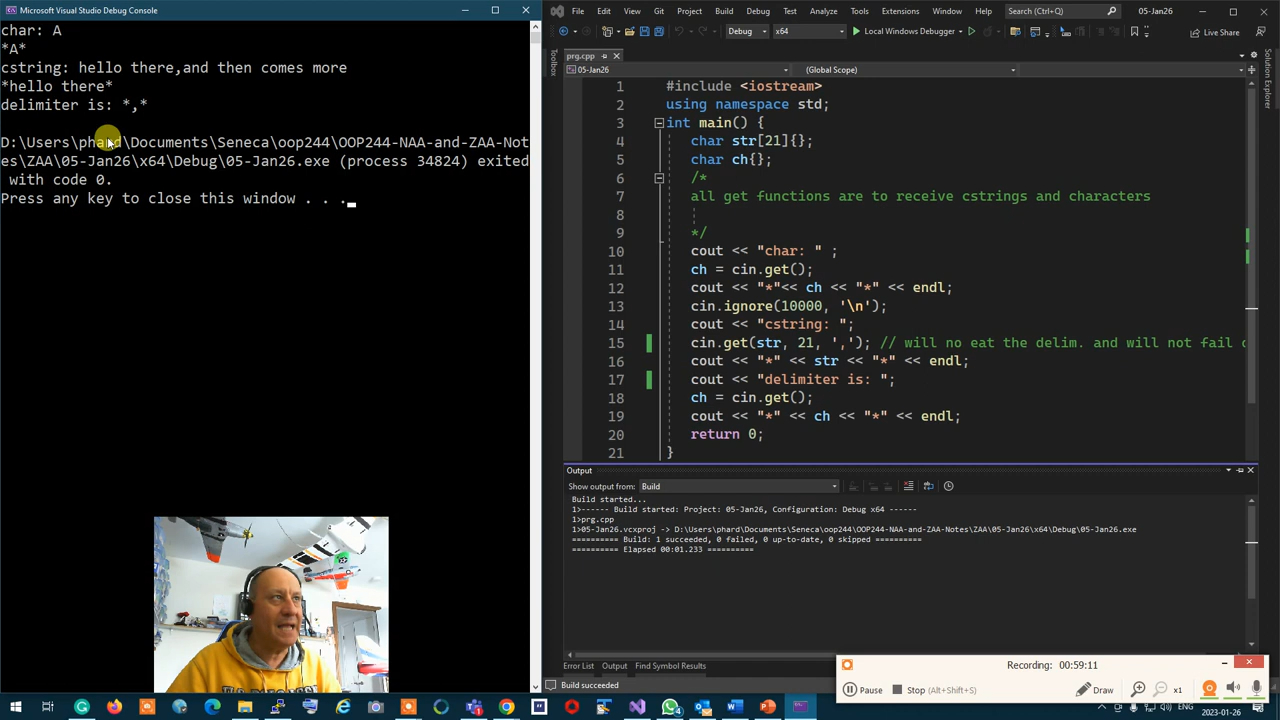 Microsoft Visual Studio Debug Console
char: A
*A*
cstring: hello there,and then comes more
*hello there*
delimiter is: *,*
D:\Users\phard\Documents\Seneca\oop244\OOP244-NAA-and-ZAA-Not
es\ZAA\05-Jan26\x64\Debug\05-Jan26.exe (process 34824) exited
with code 0.
Press any key to close this window . . .
File Edit View Git Project Build Debug Test Analyze Tools Extensions Window Help Search (Ctrl+Q) 05-Jan26
Debug x64 Local Windows Debugger Live Share
prg.cpp
05-Jan26 (Global Scope)
Toolbox
Solution Explorer
1 #include <iostream>
2 using namespace std;
3 int main() {
4 char str[21]{};
5 char ch{};
6 /*
7 all get functions are to receive cstrings and characters
8
9 */
10 cout << "char: " ;
11 ch = cin.get();
12 cout << "*"<< ch << "*" << endl;
13 cin.ignore(10000, '\n');
14 cout << "cstring: ";
15 cin.get(str, 21, ','); // will no eat the delim. and will not fail
16 cout << "*" << str << "*" << endl;
17 cout << "delimiter is: ";
18 ch = cin.get();
19 cout << "*" << ch << "*" << endl;
20 return 0;
21 }
Output
Show output from: Build
Build started...
1>------ Build started: Project: 05-Jan26, Configuration: Debug x64 ------
1>prg.cpp
1>05-Jan26.vcxproj -> D:\Users\phard\Documents\Seneca\oop244\OOP244-NAA-and-ZAA-Notes\ZAA\05-Jan26\x64\Debug\05-Jan26.exe
========== Build: 1 succeeded, 0 failed, 0 up-to-date, 0 skipped ==========
========== Elapsed 00:01.233 ==========
Error List Output Find Symbol Results
Build succeeded
Recording: 00:59:11
Pause Stop (Alt+Shift+S) Draw x1
ENG
2023-01-26